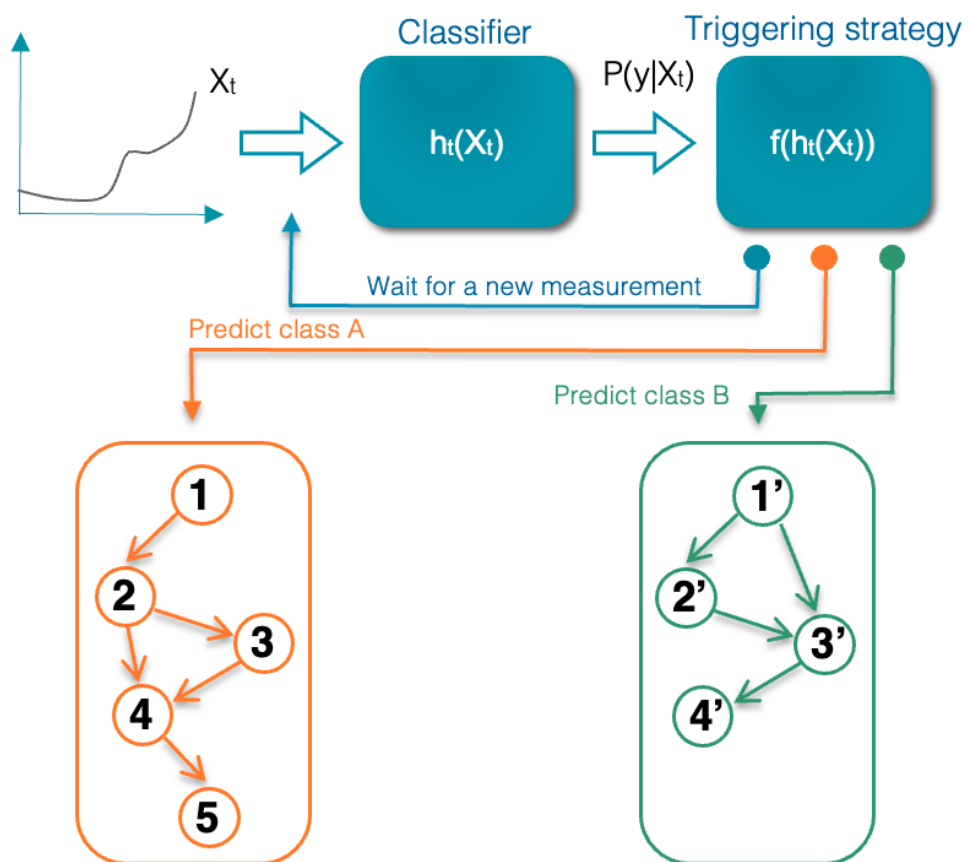 Classifier
Triggering strategy
Xₜ
P(y|Xₜ)
hₜ(Xₜ)
f(hₜ(Xₜ))
Wait for a new measurement
Predict class A
Predict class B
1
2
3
4
5
1’
2’
3’
4’